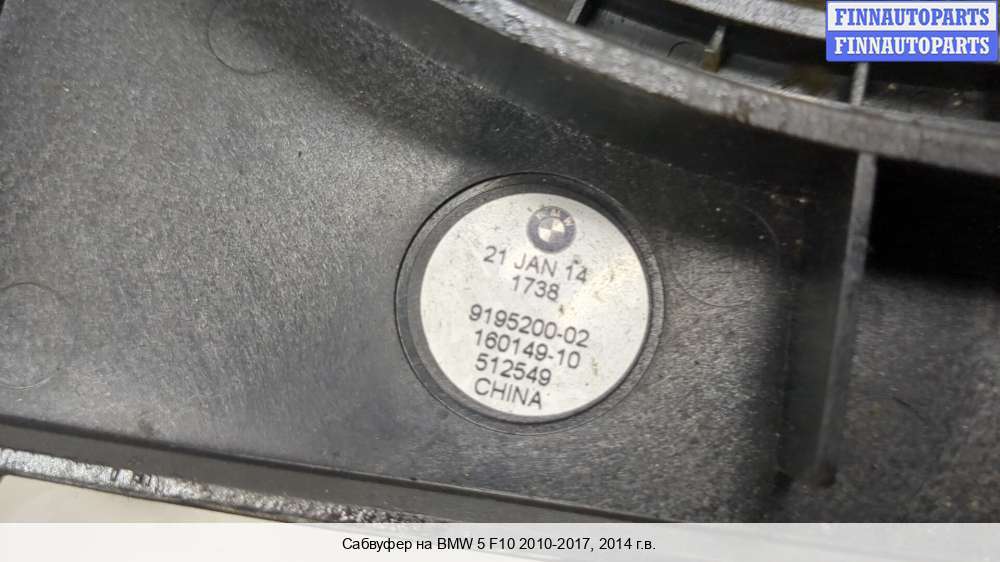 FINNAUTOPARTS
FINNAUTOPARTS
BMW
21 JAN 14
1738
9195200-02
160149-10
512549
CHINA
Сабвуфер на BMW 5 F10 2010-2017, 2014 г.в.